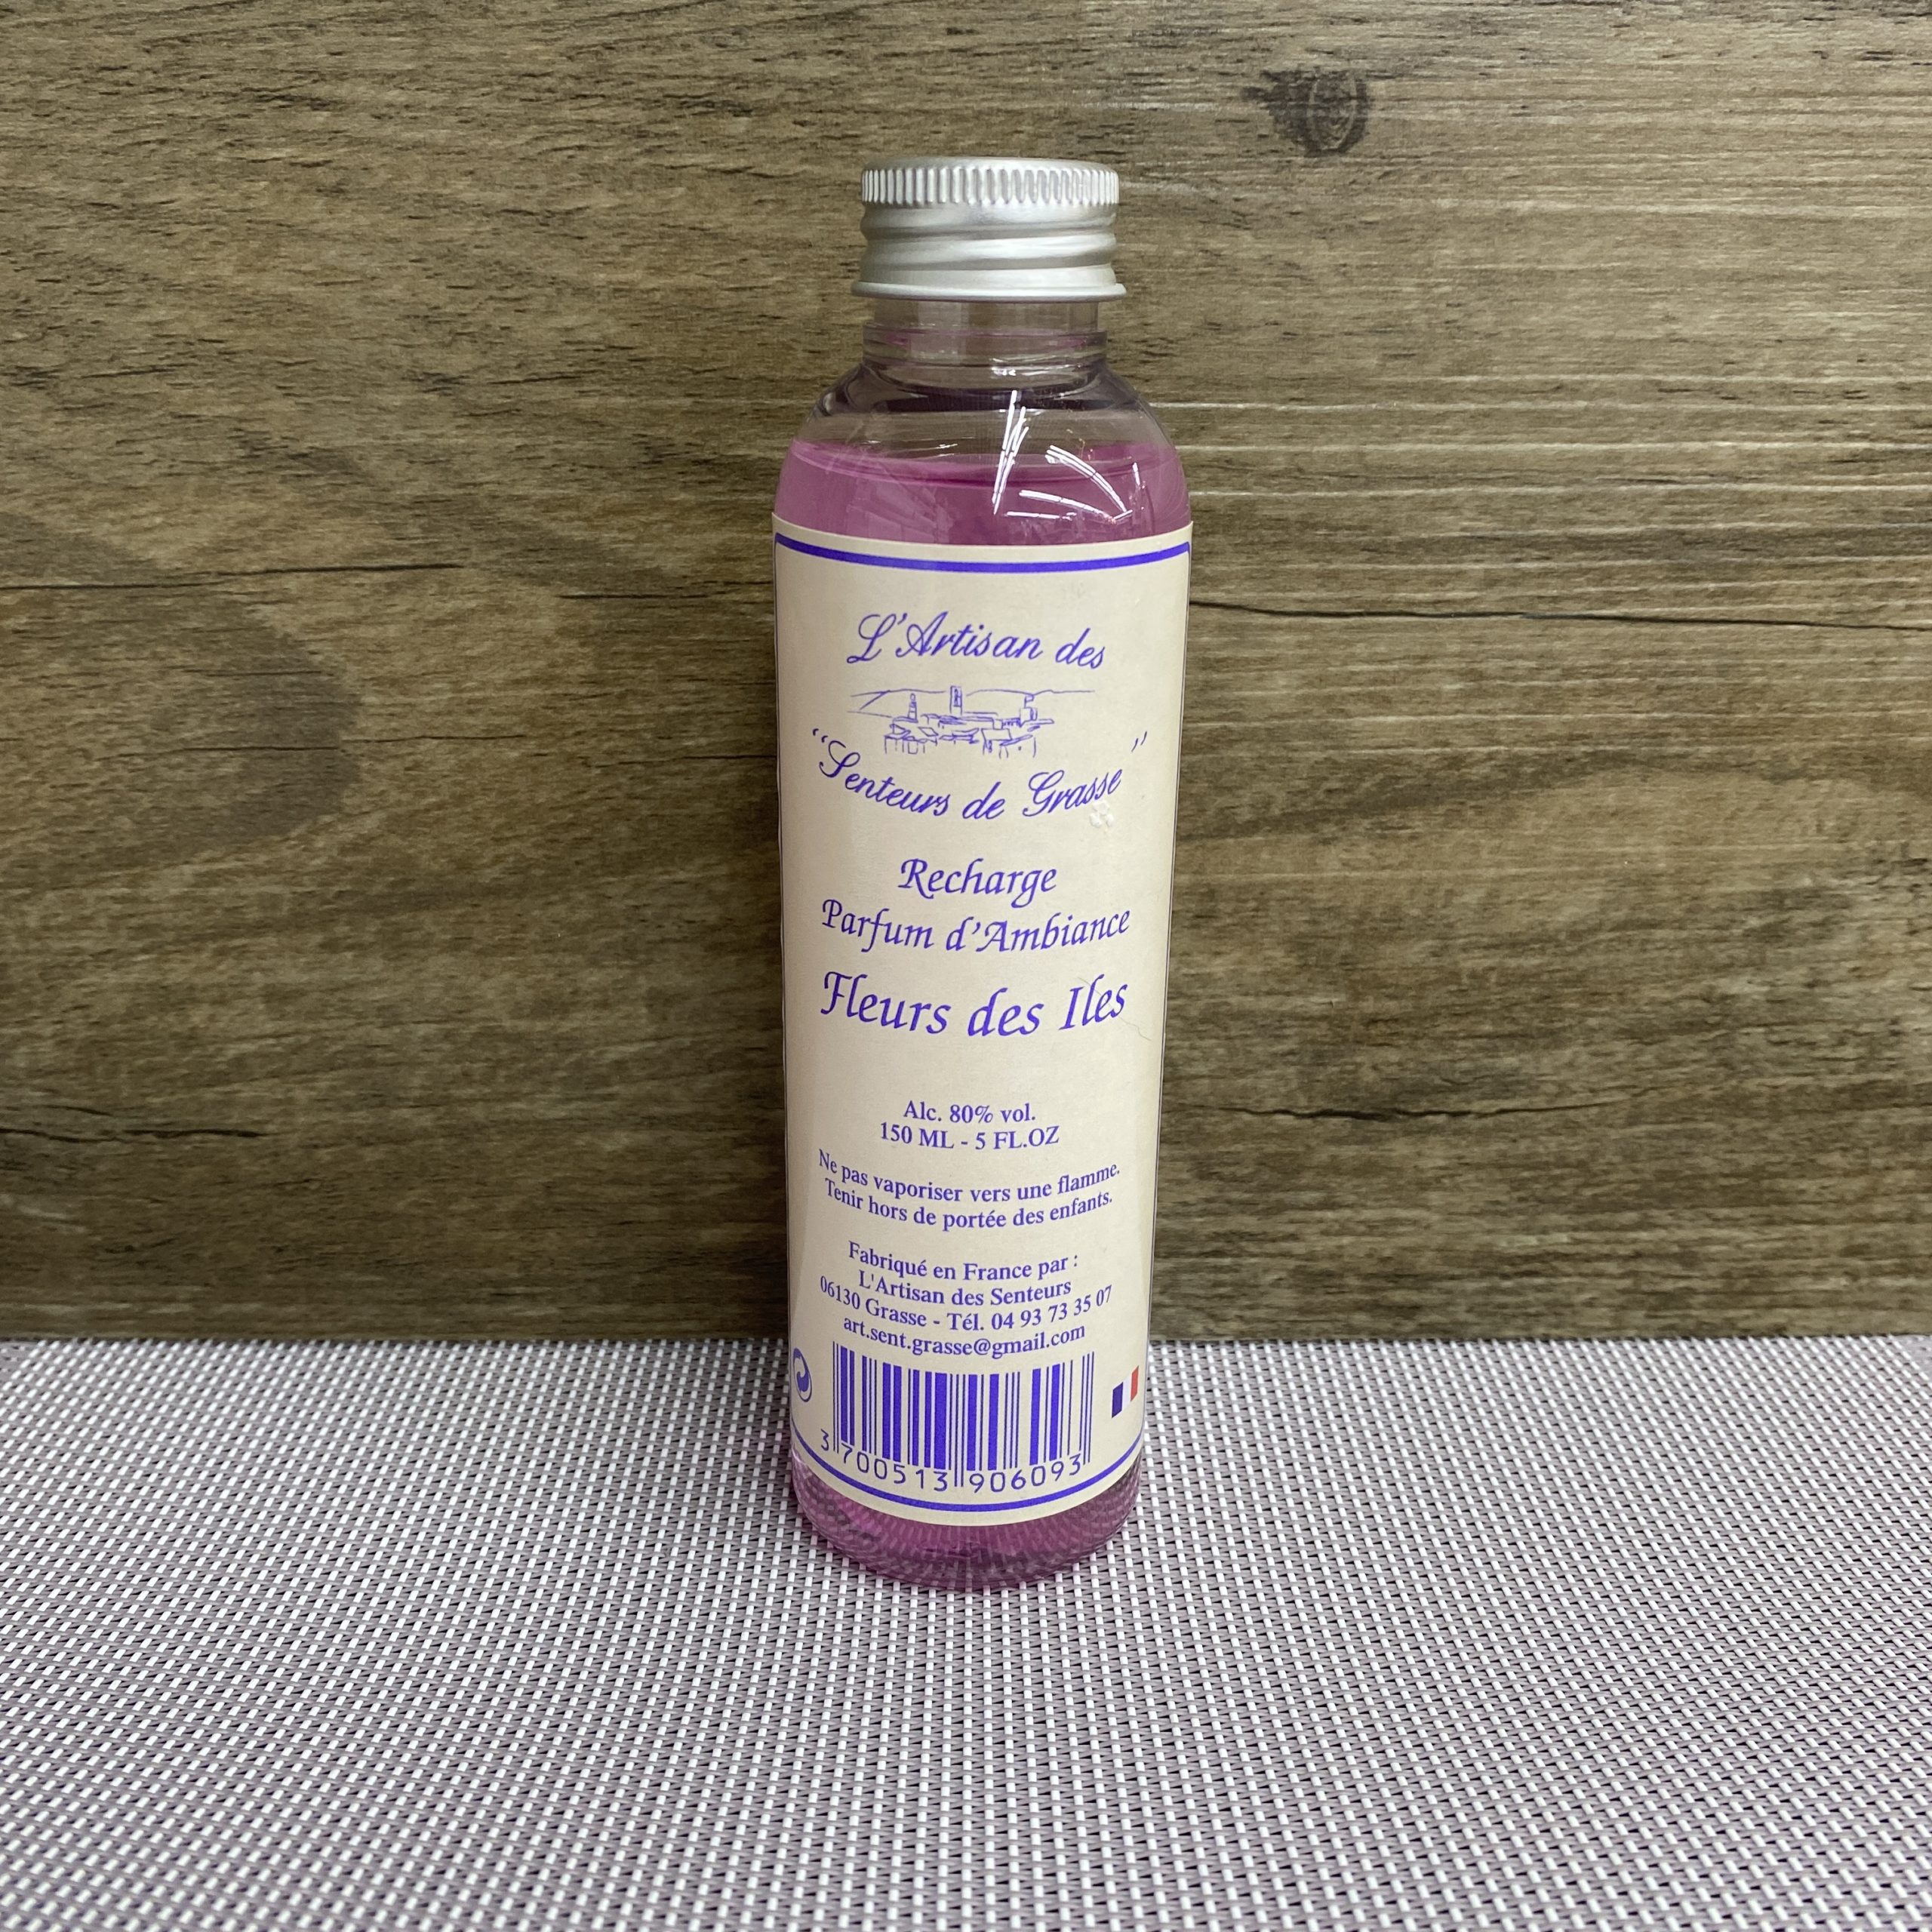 L'Artisan des
“Senteurs de Grasse”
Recharge
Parfum d'Ambiance
Fleurs des Iles
Alc. 80% vol.
150 ML - 5 FL.OZ
Ne pas vaporiser vers une flamme.
Tenir hors de portée des enfants.
Fabriqué en France par :
L'Artisan des Senteurs
06130 Grasse - Tél. 04 93 73 35 07
art.sent.grasse@gmail.com
3 700513 906093